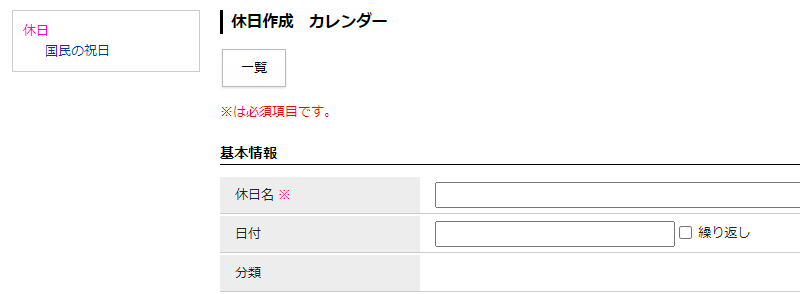 休日
国民の祝日
休日作成　カレンダー
一覧
※は必須項目です。
基本情報
休日名 ※
日付
繰り返し
分類